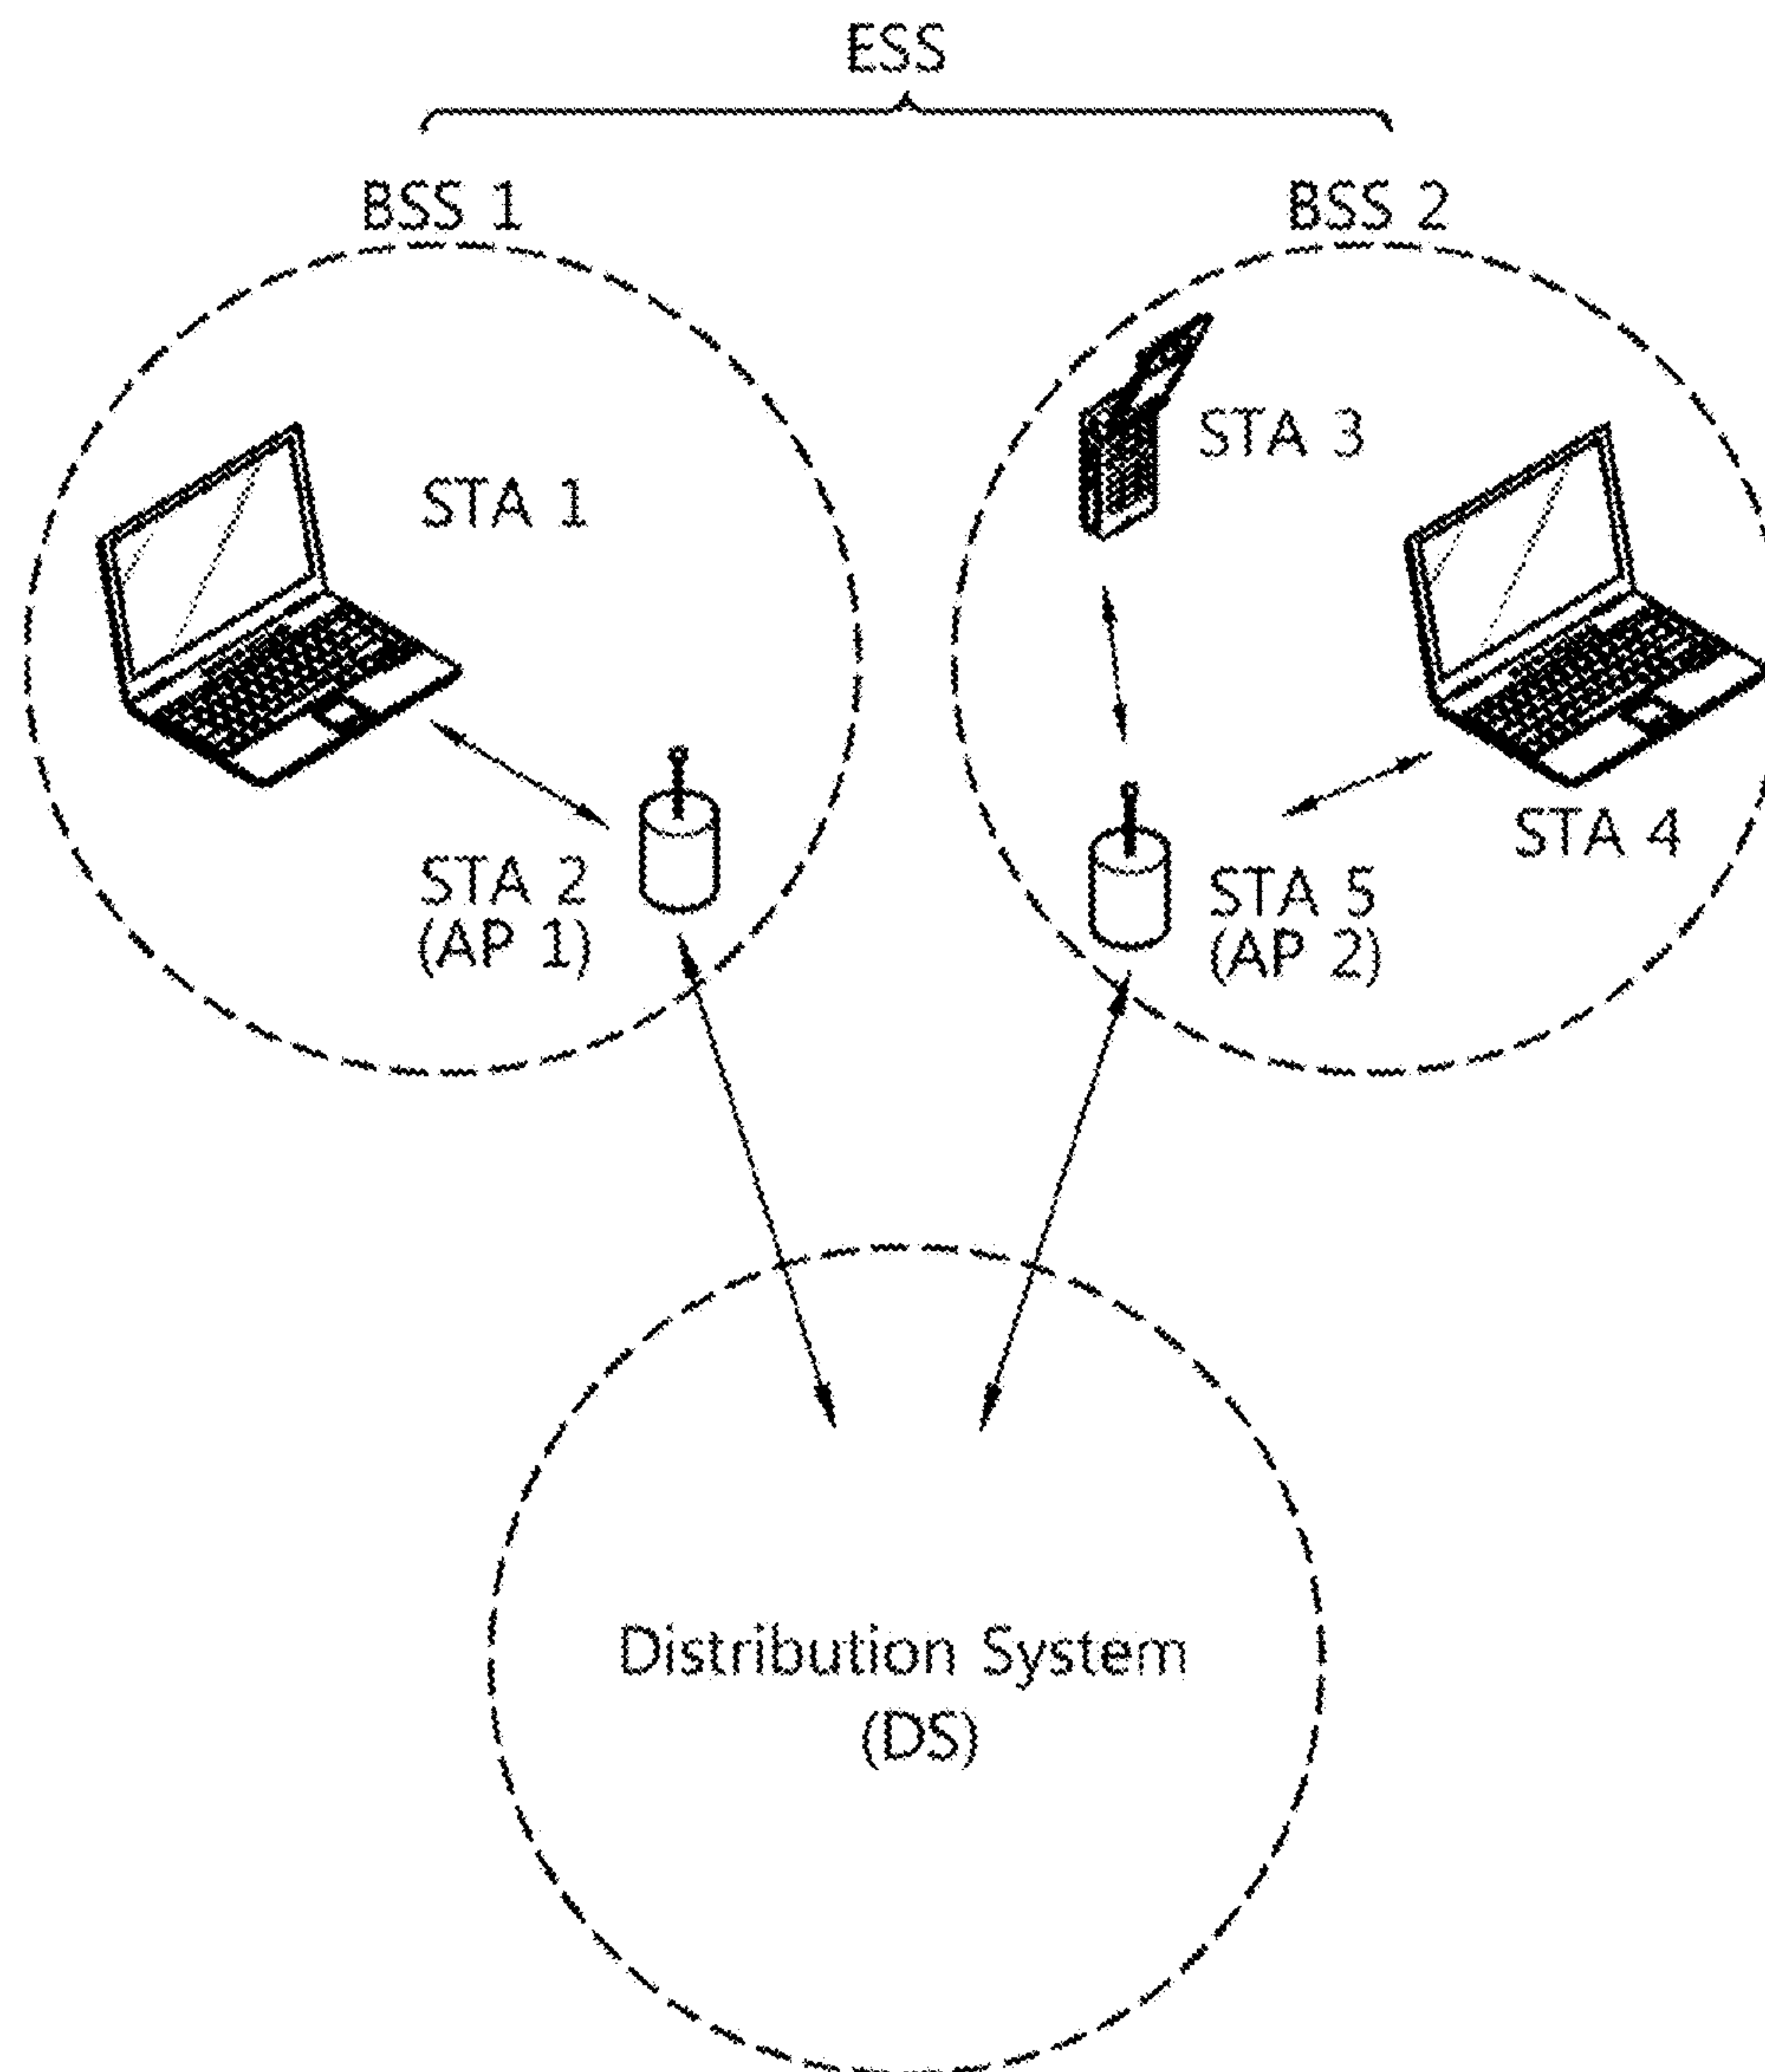 ESS
BSS 1
BSS 2
STA 1
STA 3
STA 4
STA 2
(AP 1)
STA 5
(AP 2)
Distribution System
(DS)